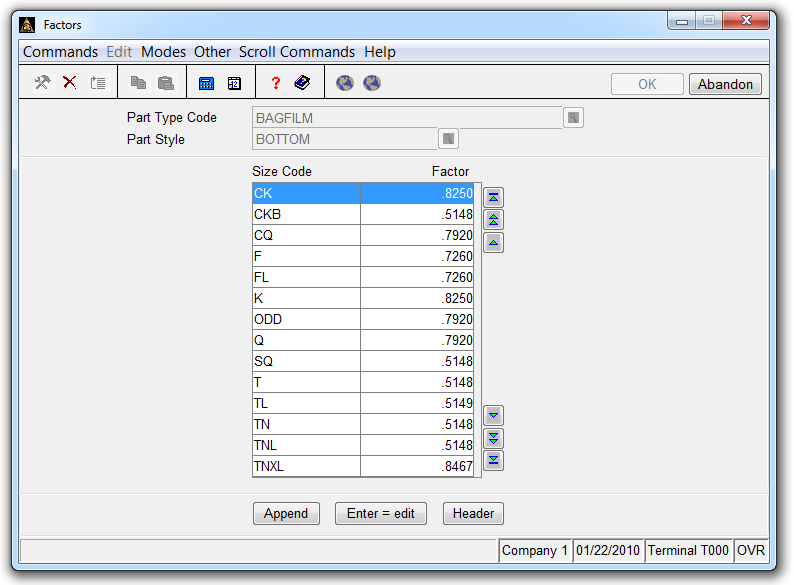 Factors
Commands Edit Modes Other Scroll Commands Help
OK Abandon
Part Type Code BAGFILM
Part Style BOTTOM
Size Code Factor
CK .8250
CKB .5148
CQ .7920
F .7260
FL .7260
K .8250
ODD .7920
Q .7920
SQ .5148
T .5148
TL .5149
TN .5148
TNL .5148
TNXL .8467
Append Enter = edit Header
Company 1 01/22/2010 Terminal T000 OVR